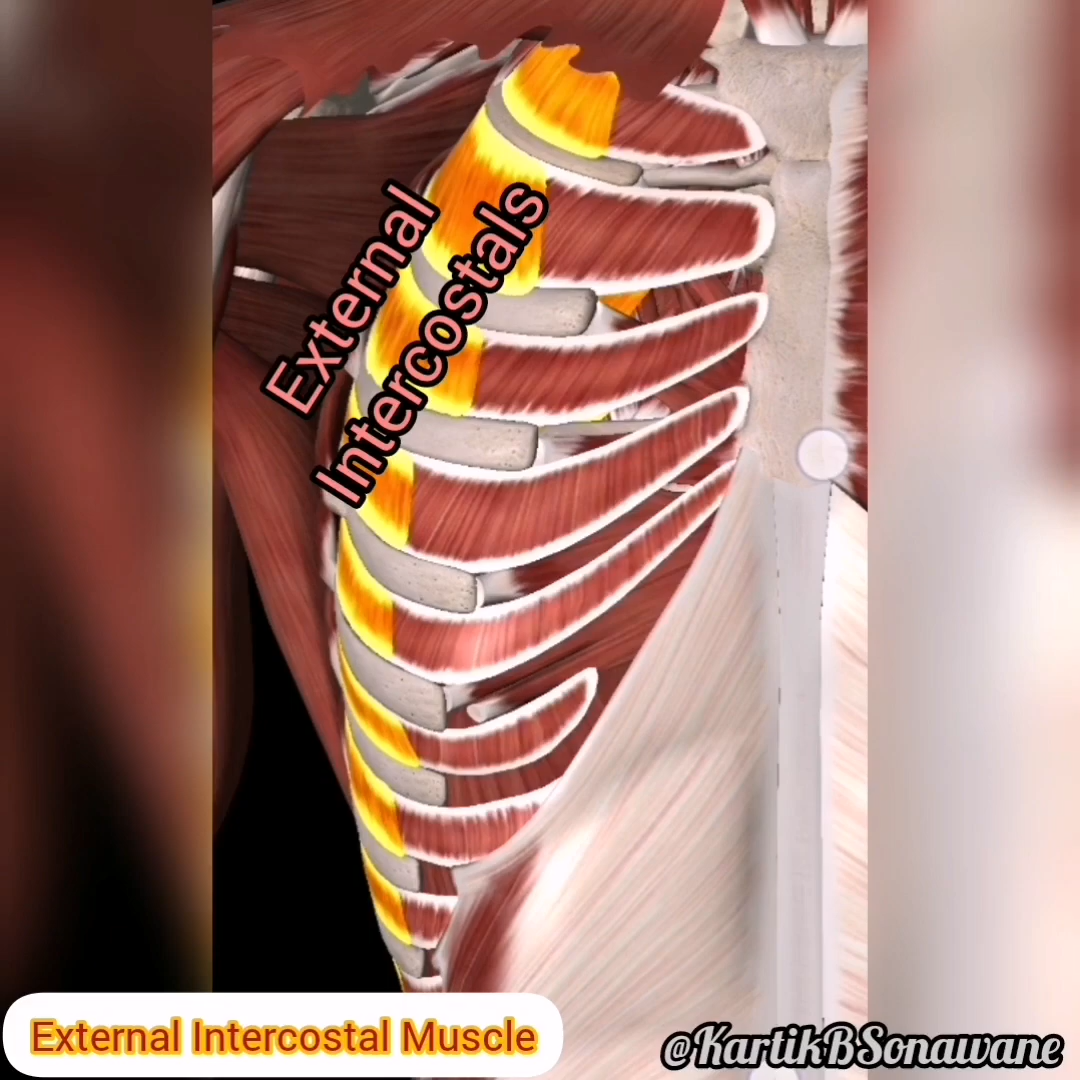 External
Intercostals
External Intercostal Muscle
@KartikBSonawane